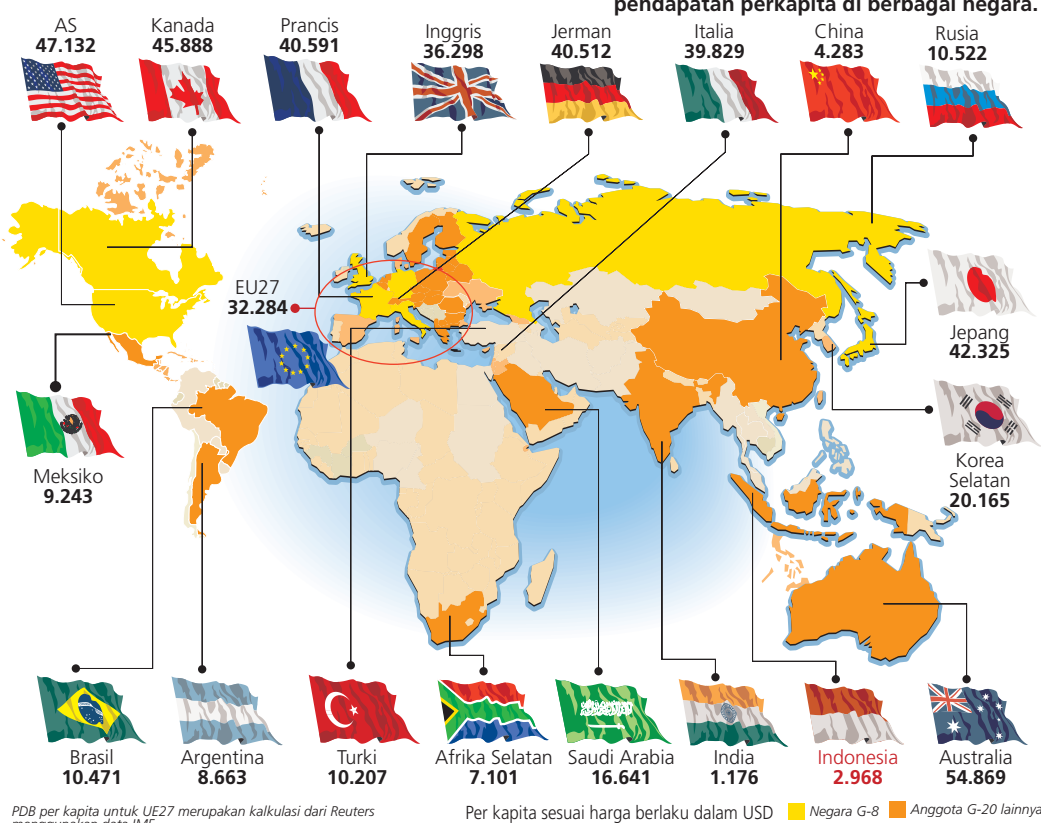 pendapatan perkapita di berbagai negara.
AS
47.132
Kanada
45.888
Prancis
40.591
Inggris
36.298
Jerman
40.512
Italia
39.829
China
4.283
Rusia
10.522
EU27
32.284
Jepang
42.325
Meksiko
9.243
Korea
Selatan
20.165
Brasil
10.471
Argentina
8.663
Turki
10.207
Afrika Selatan
7.101
Saudi Arabia
16.641
India
1.176
Indonesia
2.968
Australia
54.869
PDB per kapita untuk UE27 merupakan kalkulasi dari Reuters
menggunakan data IMF
Per kapita sesuai harga berlaku dalam USD
Negara G-8
Anggota G-20 lainnya